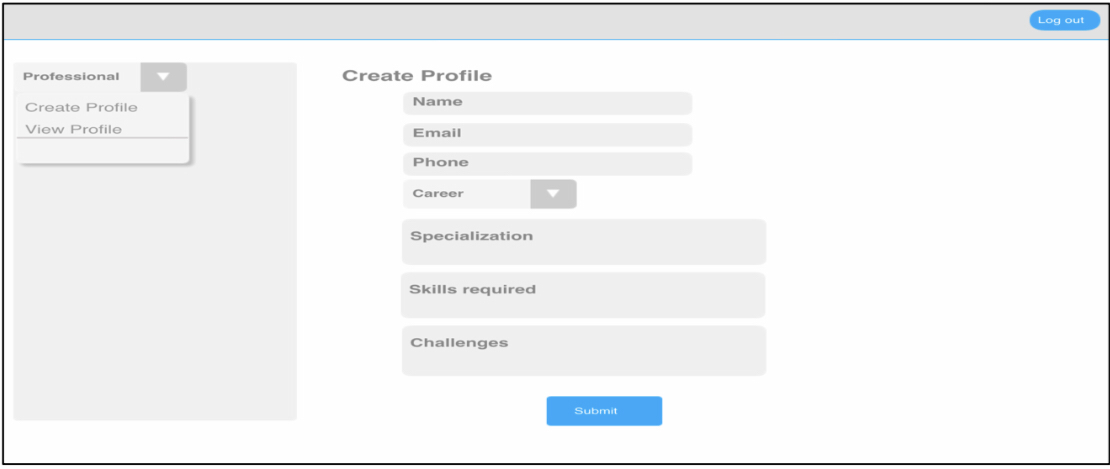 Log out
Professional
Create Profile
View Profile
Create Profile
Name
Email
Phone
Career
Specialization
Skills required
Challenges
Submit